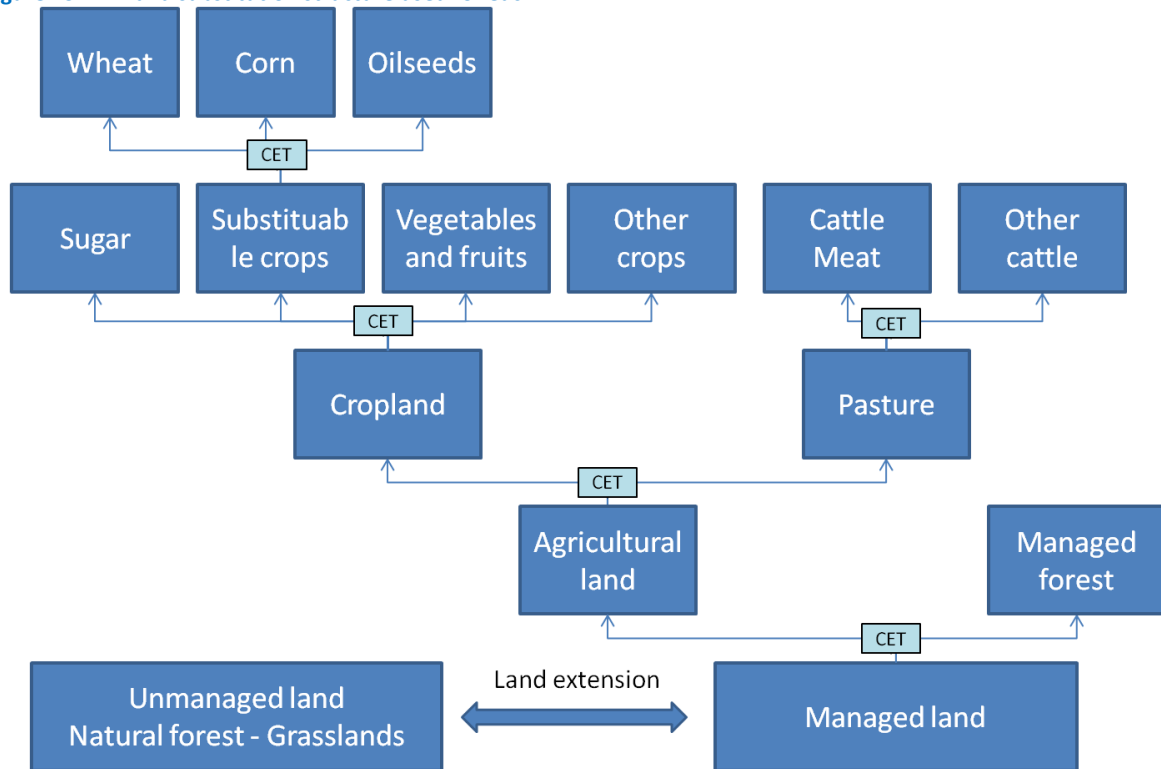 Wheat
Corn
Oilseeds
CET
Sugar
Substituab
le crops
Vegetables
and fruits
Other
crops
Cattle
Meat
Other
cattle
CET
CET
Cropland
Pasture
CET
Agricultural
land
Managed
forest
CET
Unmanaged land
Natural forest - Grasslands
Land extension
Managed land